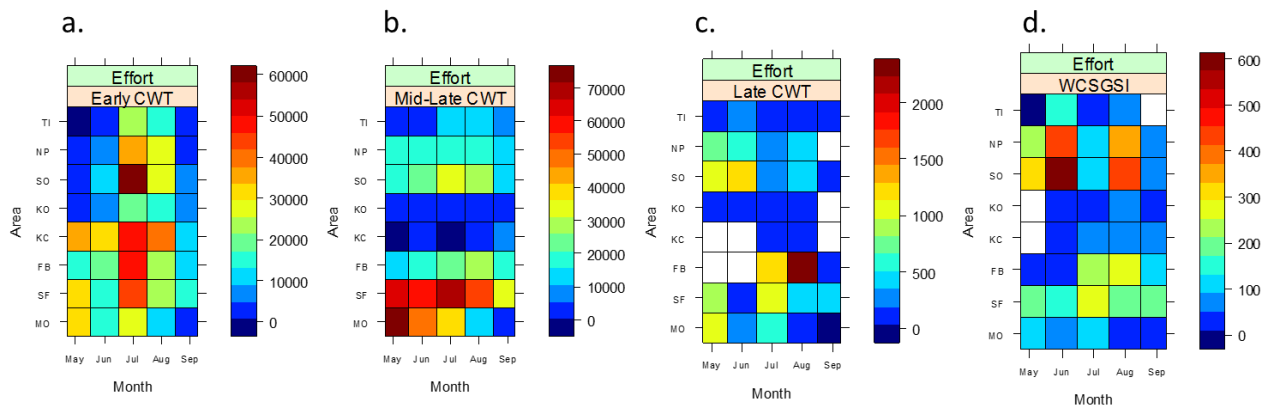 a.
Effort
Early CWT
Area
TI
NP
SO
KO
KC
FB
SF
MO
May Jun Jul Aug Sep
Month
60000
50000
40000
30000
20000
10000
0
b.
Effort
Mid-Late CWT
Area
TI
NP
SO
KO
KC
FB
SF
MO
May Jun Jul Aug Sep
Month
70000
60000
50000
40000
30000
20000
10000
0
c.
Effort
Late CWT
Area
TI
NP
SO
KO
KC
FB
SF
MO
May Jun Jul Aug Sep
Month
2000
1500
1000
500
0
d.
Effort
WCSGSI
Area
TI
NP
SO
KO
KC
FB
SF
MO
May Jun Jul Aug Sep
Month
600
500
400
300
200
100
0